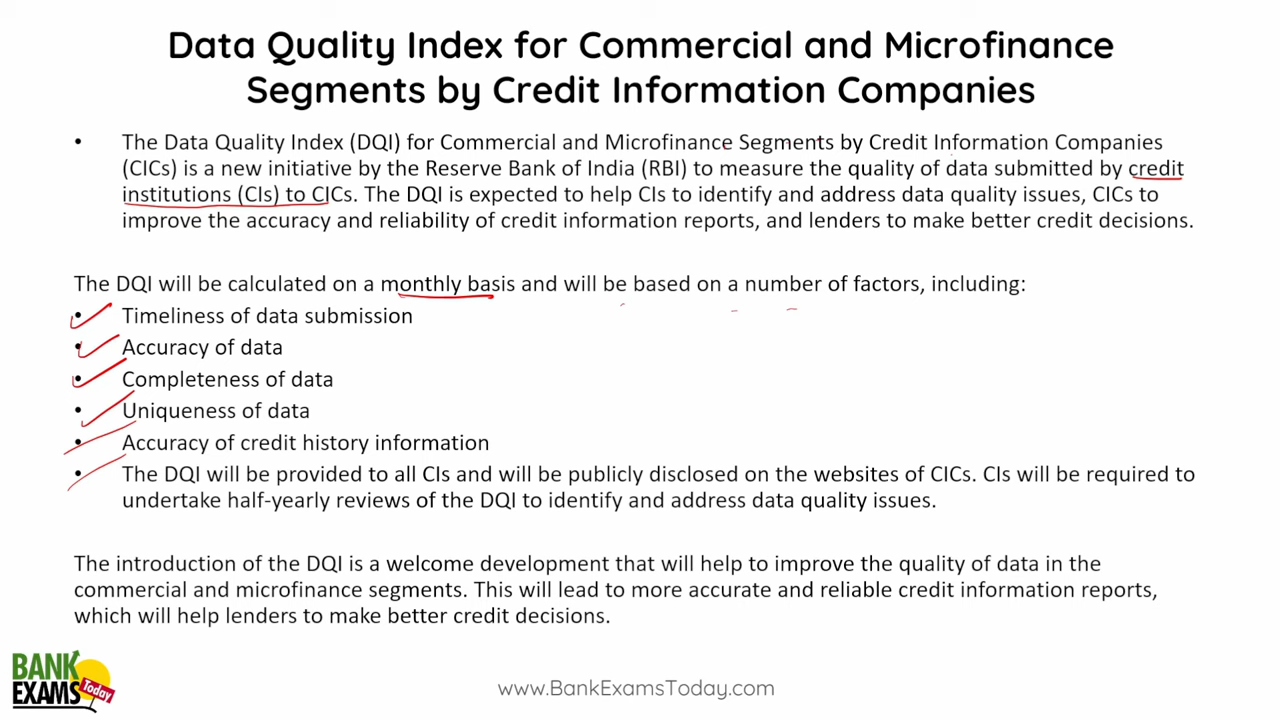 Data Quality Index for Commercial and Microfinance
Segments by Credit Information Companies
• The Data Quality Index (DQI) for Commercial and Microfinance Segments by Credit Information Companies
(CICs) is a new initiative by the Reserve Bank of India (RBI) to measure the quality of data submitted by credit
institutions (CIs) to CICs. The DQI is expected to help CIs to identify and address data quality issues, CICs to
improve the accuracy and reliability of credit information reports, and lenders to make better credit decisions.
The DQI will be calculated on a monthly basis and will be based on a number of factors, including:
• Timeliness of data submission
• Accuracy of data
• Completeness of data
• Uniqueness of data
• Accuracy of credit history information
• The DQI will be provided to all CIs and will be publicly disclosed on the websites of CICs. CIs will be required to
undertake half-yearly reviews of the DQI to identify and address data quality issues.
The introduction of the DQI is a welcome development that will help to improve the quality of data in the
commercial and microfinance segments. This will lead to more accurate and reliable credit information reports,
which will help lenders to make better credit decisions.
BANK
EXAMS
Today
www.BankExamsToday.com